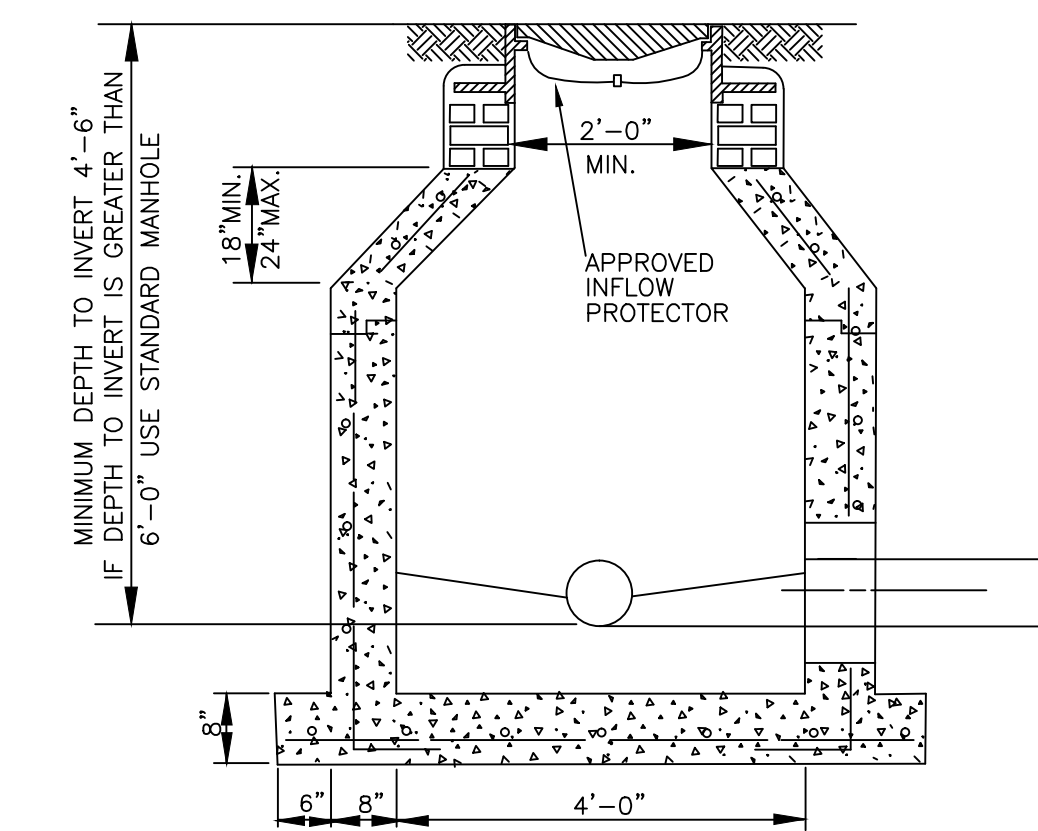 MINIMUM DEPTH TO INVERT 4'-6"
IF DEPTH TO INVERT IS GREATER THAN
6'-0" USE STANDARD MANHOLE
18"MIN.
24"MAX.
2'-0"
MIN.
APPROVED
INFLOW
PROTECTOR
8"
6"
8"
4'-0"